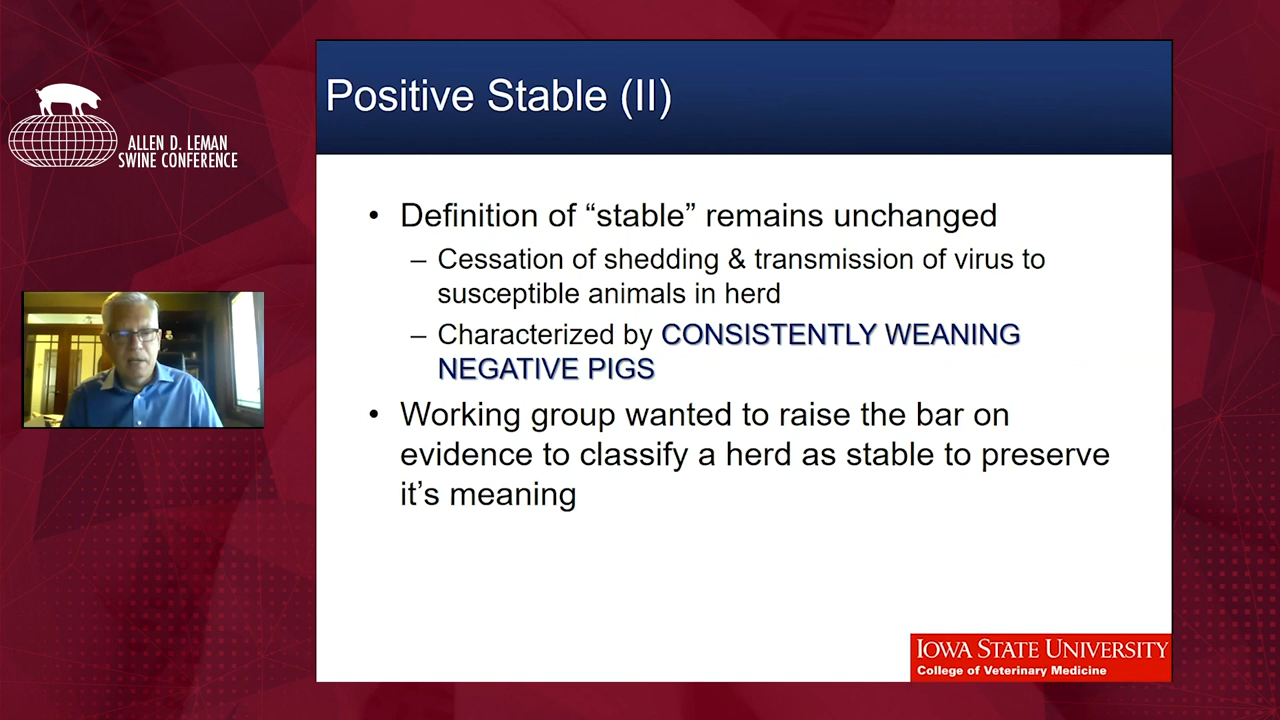 ALLEN D. LEMAN
SWINE CONFERENCE
Positive Stable (II)
• Definition of “stable” remains unchanged
– Cessation of shedding & transmission of virus to
susceptible animals in herd
– Characterized by CONSISTENTLY WEANING
NEGATIVE PIGS
• Working group wanted to raise the bar on
evidence to classify a herd as stable to preserve
it’s meaning
IOWA STATE UNIVERSITY
College of Veterinary Medicine